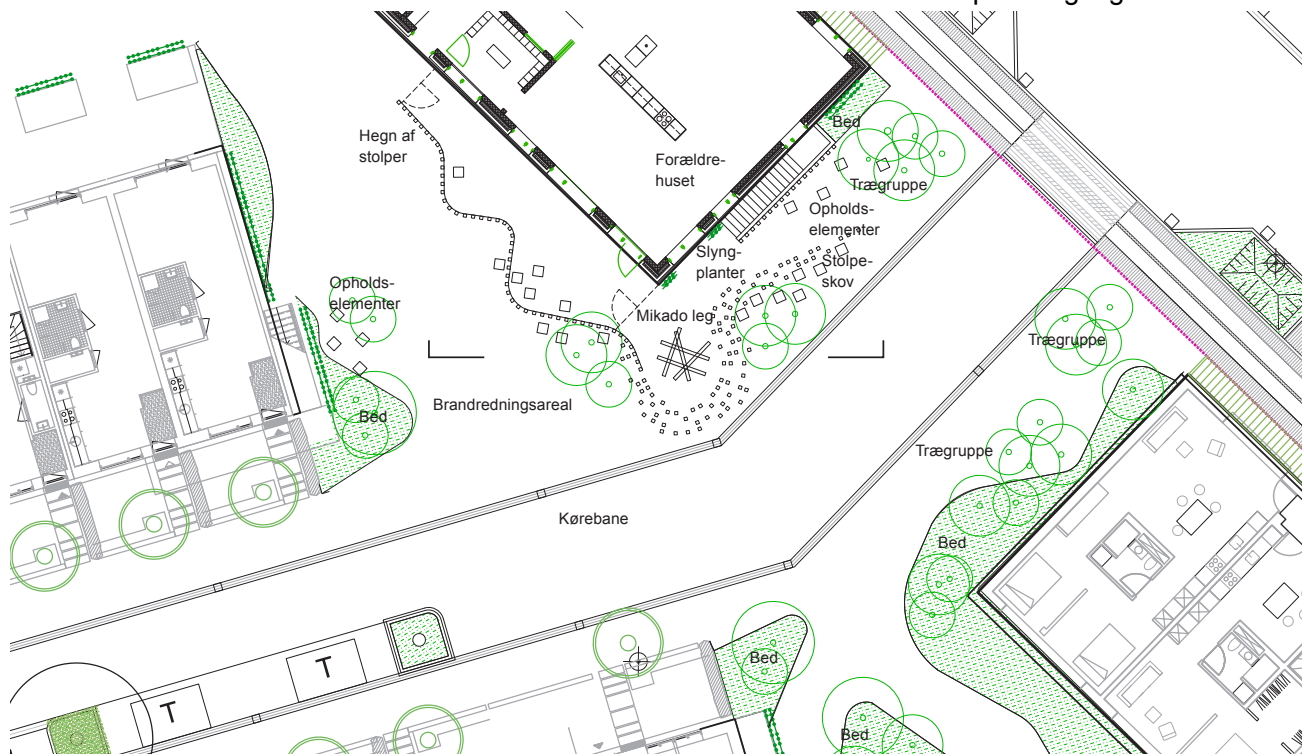 Hegn af
stolper
Forældre-
huset
Bed
Trægruppe
Opholds-
elementer
Slyng-
planter
Stolpe-
skov
Opholds-
elementer
Mikado leg
Trægruppe
Brandredningsareal
Bed
Trægruppe
Kørebane
Bed
T
T
Bed
Bed